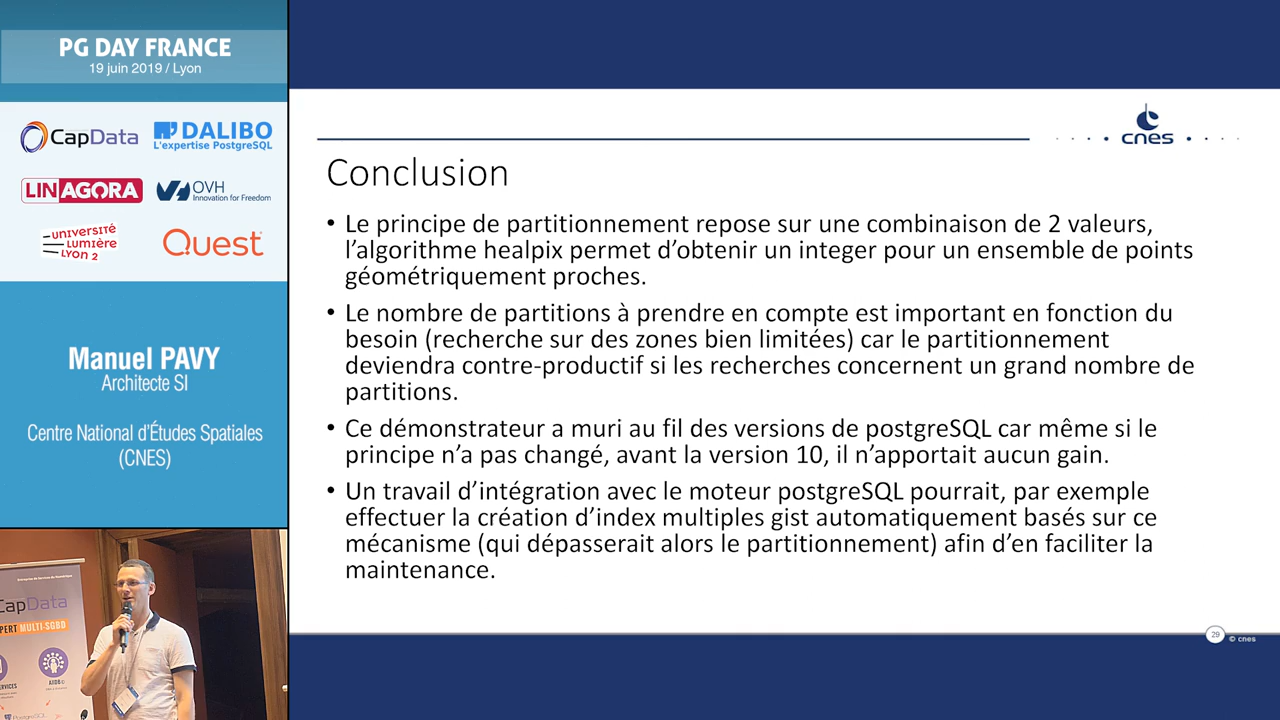 PG DAY FRANCE
19 juin 2019 / Lyon
CapData
DALIBO
L'expertise PostgreSQL
LINAGORA
OVH
Innovation for Freedom
UNIVERSITÉ
LUMIÈRE
LYON 2
Quest
Manuel PAVY
Architecte SI
Centre National d'Études Spatiales
(CNES)
CapData
PERT MULTI-SGBD
cnes
Conclusion
• Le principe de partitionnement repose sur une combinaison de 2 valeurs,
l’algorithme healpix permet d’obtenir un integer pour un ensemble de points
géométriquement proches.
• Le nombre de partitions à prendre en compte est important en fonction du
besoin (recherche sur des zones bien limitées) car le partitionnement
deviendra contre-productif si les recherches concernent un grand nombre de
partitions.
• Ce démonstrateur a muri au fil des versions de postgreSQL car même si le
principe n’a pas changé, avant la version 10, il n’apportait aucun gain.
• Un travail d’intégration avec le moteur postgreSQL pourrait, par exemple
effectuer la création d’index multiples gist automatiquement basés sur ce
mécanisme (qui dépasserait alors le partitionnement) afin d’en faciliter la
maintenance.
29
© cnes